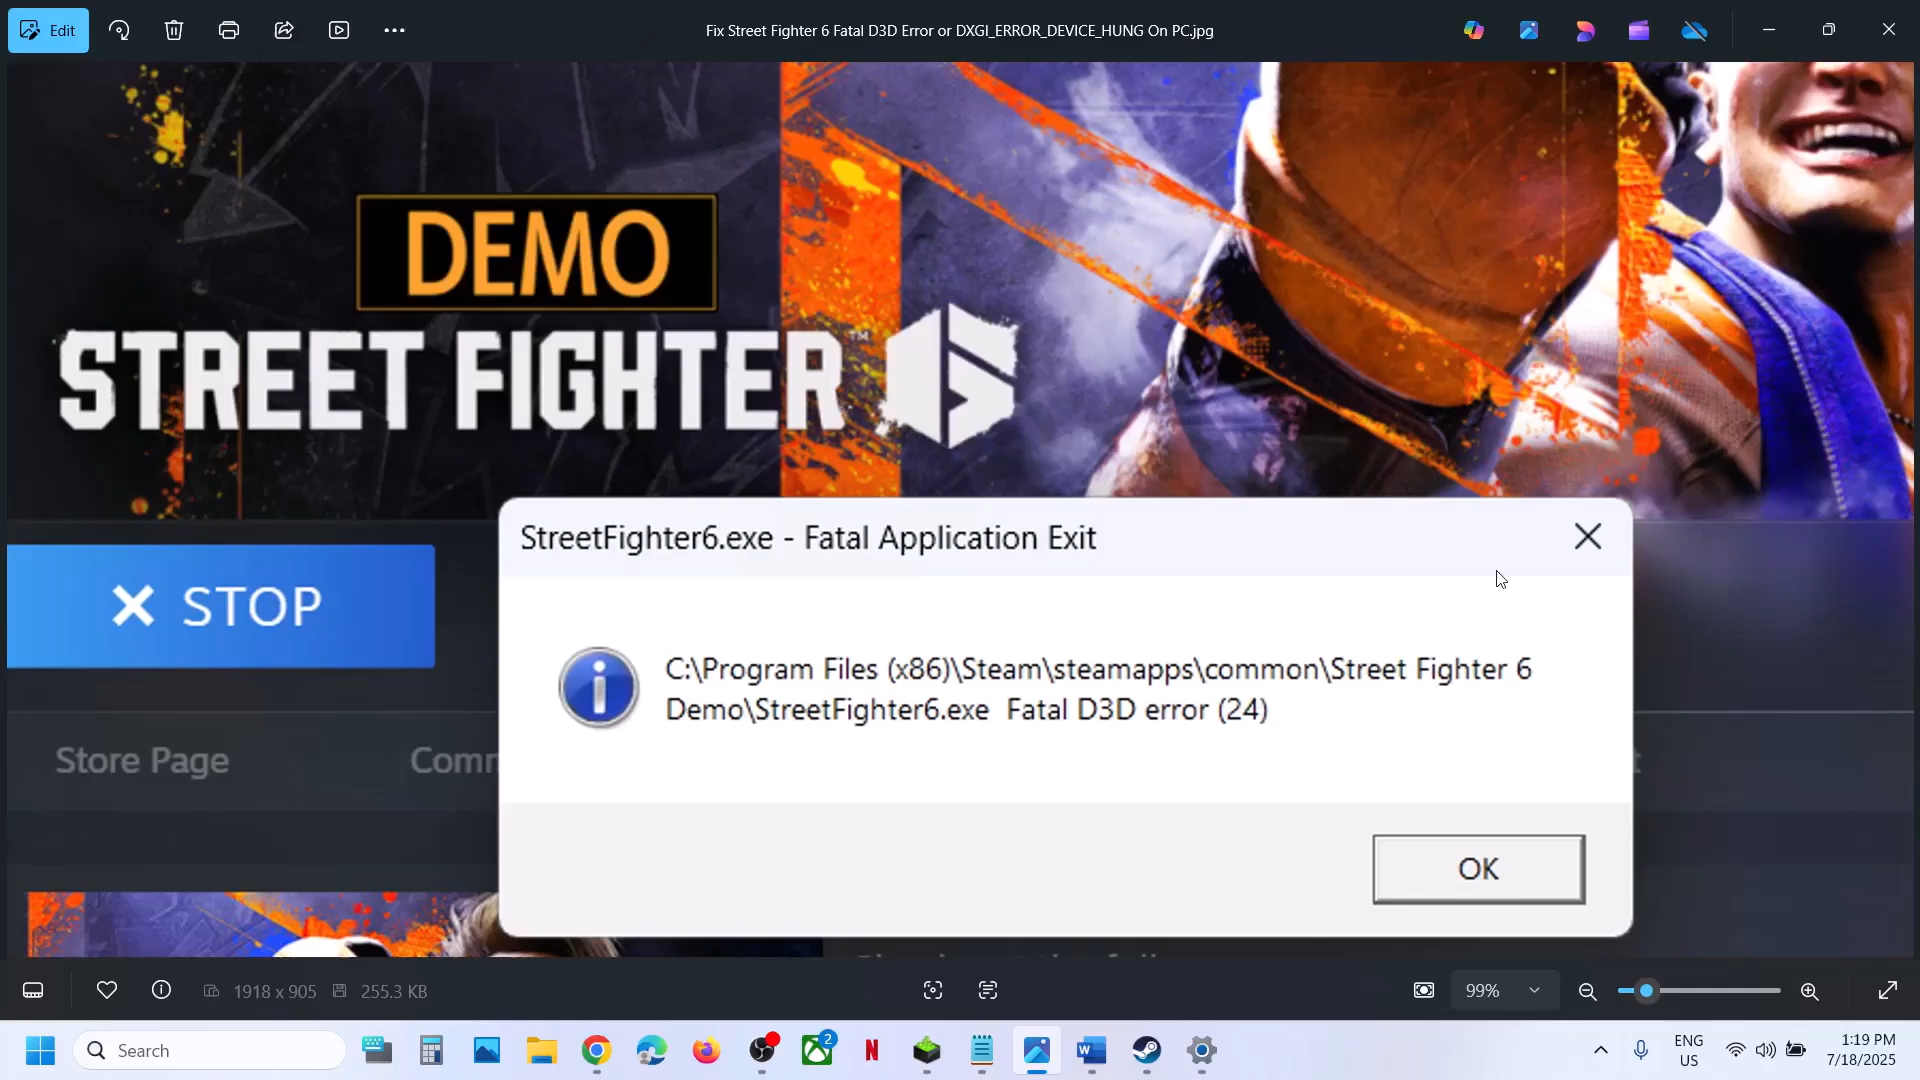 Edit
Fix Street Fighter 6 Fatal D3D Error or DXGI_ERROR_DEVICE_HUNG On PC.jpg
DEMO
STREET FIGHTER 6
TM
StreetFighter6.exe - Fatal Application Exit
STOP
C:\Program Files (x86)\Steam\steamapps\common\Street Fighter 6
Demo\StreetFighter6.exe  Fatal D3D error (24)
Store Page
OK
1918 x 905
255.3 KB
99%
Search
2
N
W
ENG
US
1:19 PM
7/18/2025